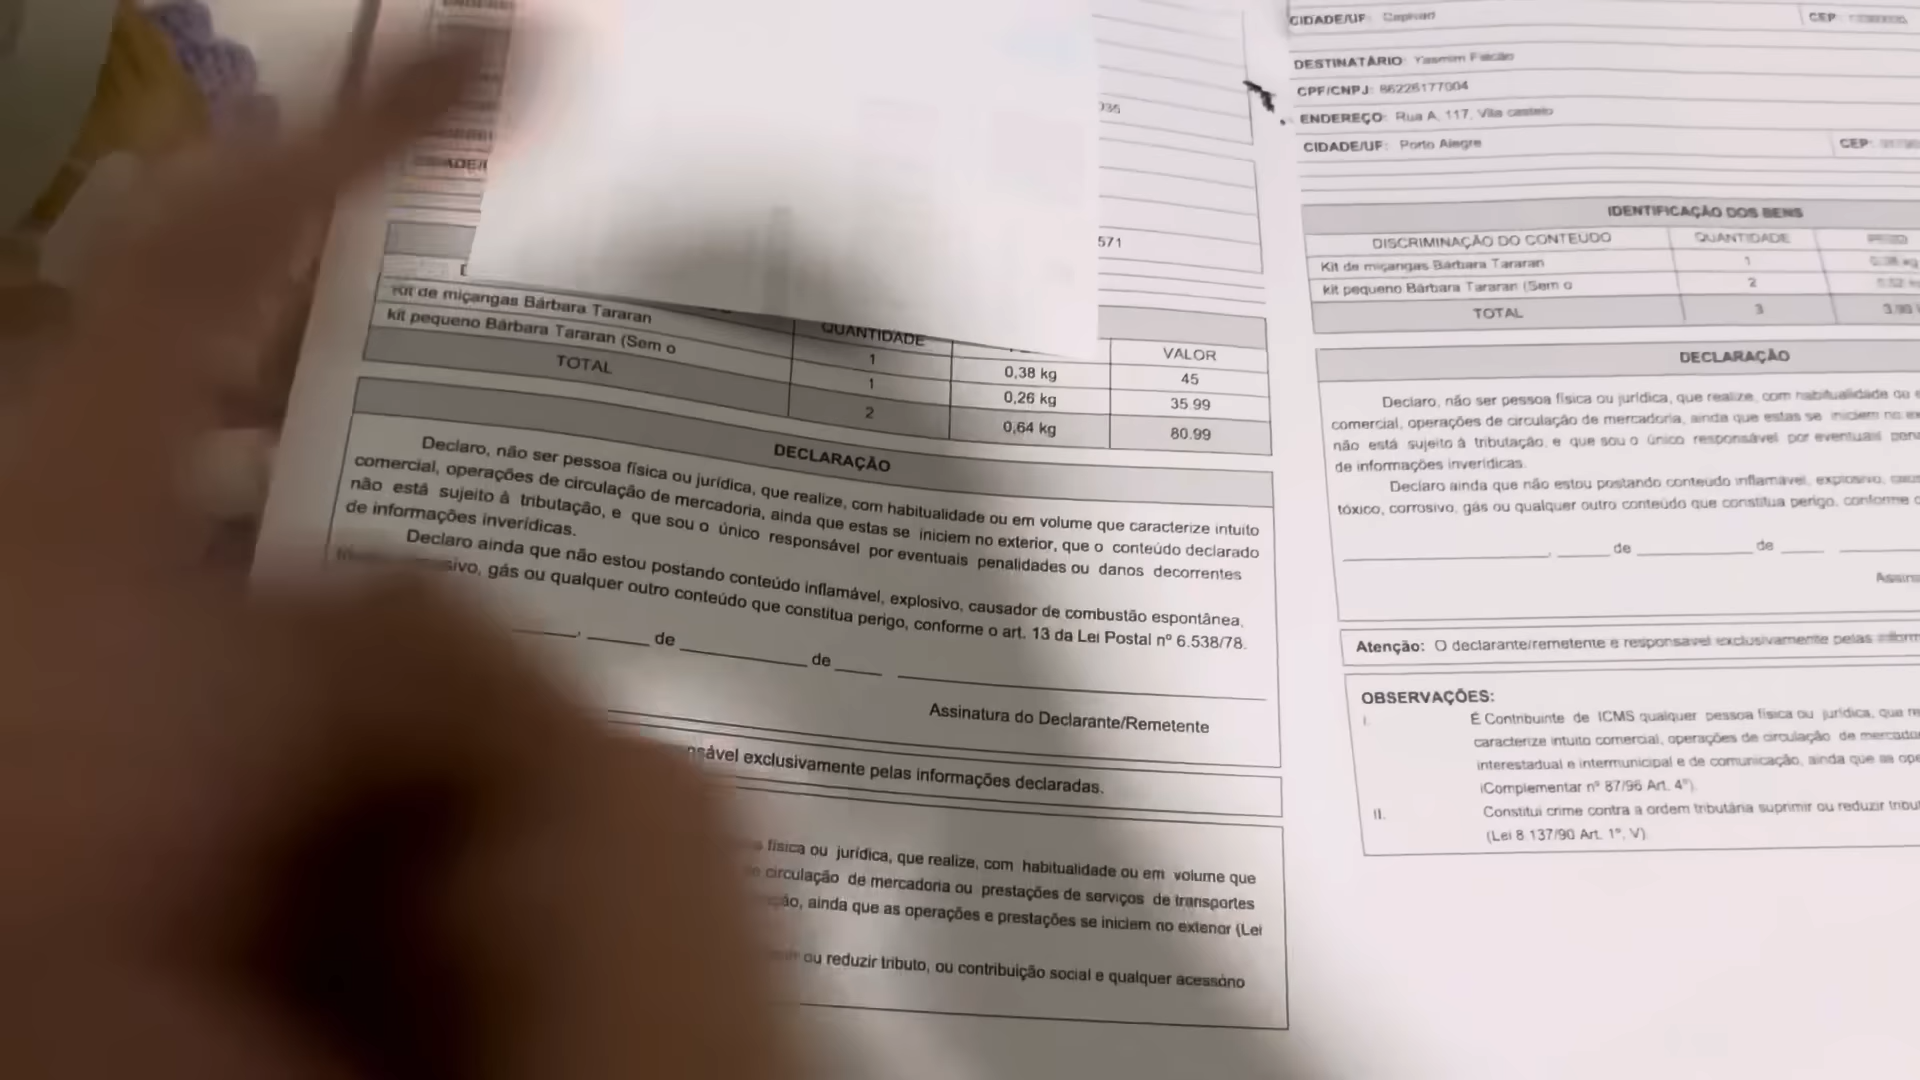 035
571
QUANTIDADE
VALOR
Kit de miçangas Bárbara Tararan
1
0,38 kg
45
kit pequeno Bárbara Tararan (Sem o
1
0,26 kg
35.99
TOTAL
2
0,64 kg
80.99
DECLARAÇÃO
Declaro, não ser pessoa física ou jurídica, que realize, com habitualidade ou em volume que caracterize intuito
comercial, operações de circulação de mercadoria, ainda que estas se iniciem no exterior, que o conteúdo declarado
não está sujeito à tributação, e que sou o único responsável por eventuais penalidades ou danos decorrentes
de informações inverídicas.
Declaro ainda que não estou postando conteúdo inflamável, explosivo, causador de combustão espontânea,
sivo, gás ou qualquer outro conteúdo que constitua perigo, conforme o art. 13 da Lei Postal nº 6.538/78.
de
de
Assinatura do Declarante/Remetente
nsável exclusivamente pelas informações declaradas.
física ou jurídica, que realize, com habitualidade ou em volume que
circulação de mercadoria ou prestações de serviços de transportes
ção, ainda que as operações e prestações se iniciem no exterior (Lei
ou reduzir tributo, ou contribuição social e qualquer acessório
CIDADE/UF: Capivari
CEP:
DESTINATÁRIO: Yasmim Falcão
CPF/CNPJ: 86226177004
ENDEREÇO: Rua A, 117, Vila castelo
CIDADE/UF: Porto Alegre
CEP:
IDENTIFICAÇÃO DOS BENS
DISCRIMINAÇÃO DO CONTEÚDO
QUANTIDADE
Kit de miçangas Bárbara Tararan
1
kit pequeno Bárbara Tararan (Sem o
2
TOTAL
3
DECLARAÇÃO
Declaro, não ser pessoa física ou jurídica, que realize, com habitualidade ou
comercial, operações de circulação de mercadoria, ainda que estas se iniciem no
não está sujeito à tributação, e que sou o único responsável por eventuais
de informações inverídicas.
Declaro ainda que não estou postando conteúdo inflamável, explosivo,
tóxico, corrosivo, gás ou qualquer outro conteúdo que constitua perigo, conforme
de
de
Assina
Atenção: O declarante/remetente é responsável exclusivamente pelas
OBSERVAÇÕES:
I.
É Contribuinte de ICMS qualquer pessoa física ou jurídica, que
caracterize intuito comercial, operações de circulação de
interestadual e intermunicipal e de comunicação, ainda que as
(Complementar nº 87/96 Art. 4º).
II.
Constitui crime contra a ordem tributária suprimir ou reduzir
(Lei 8.137/90 Art. 1º, V).